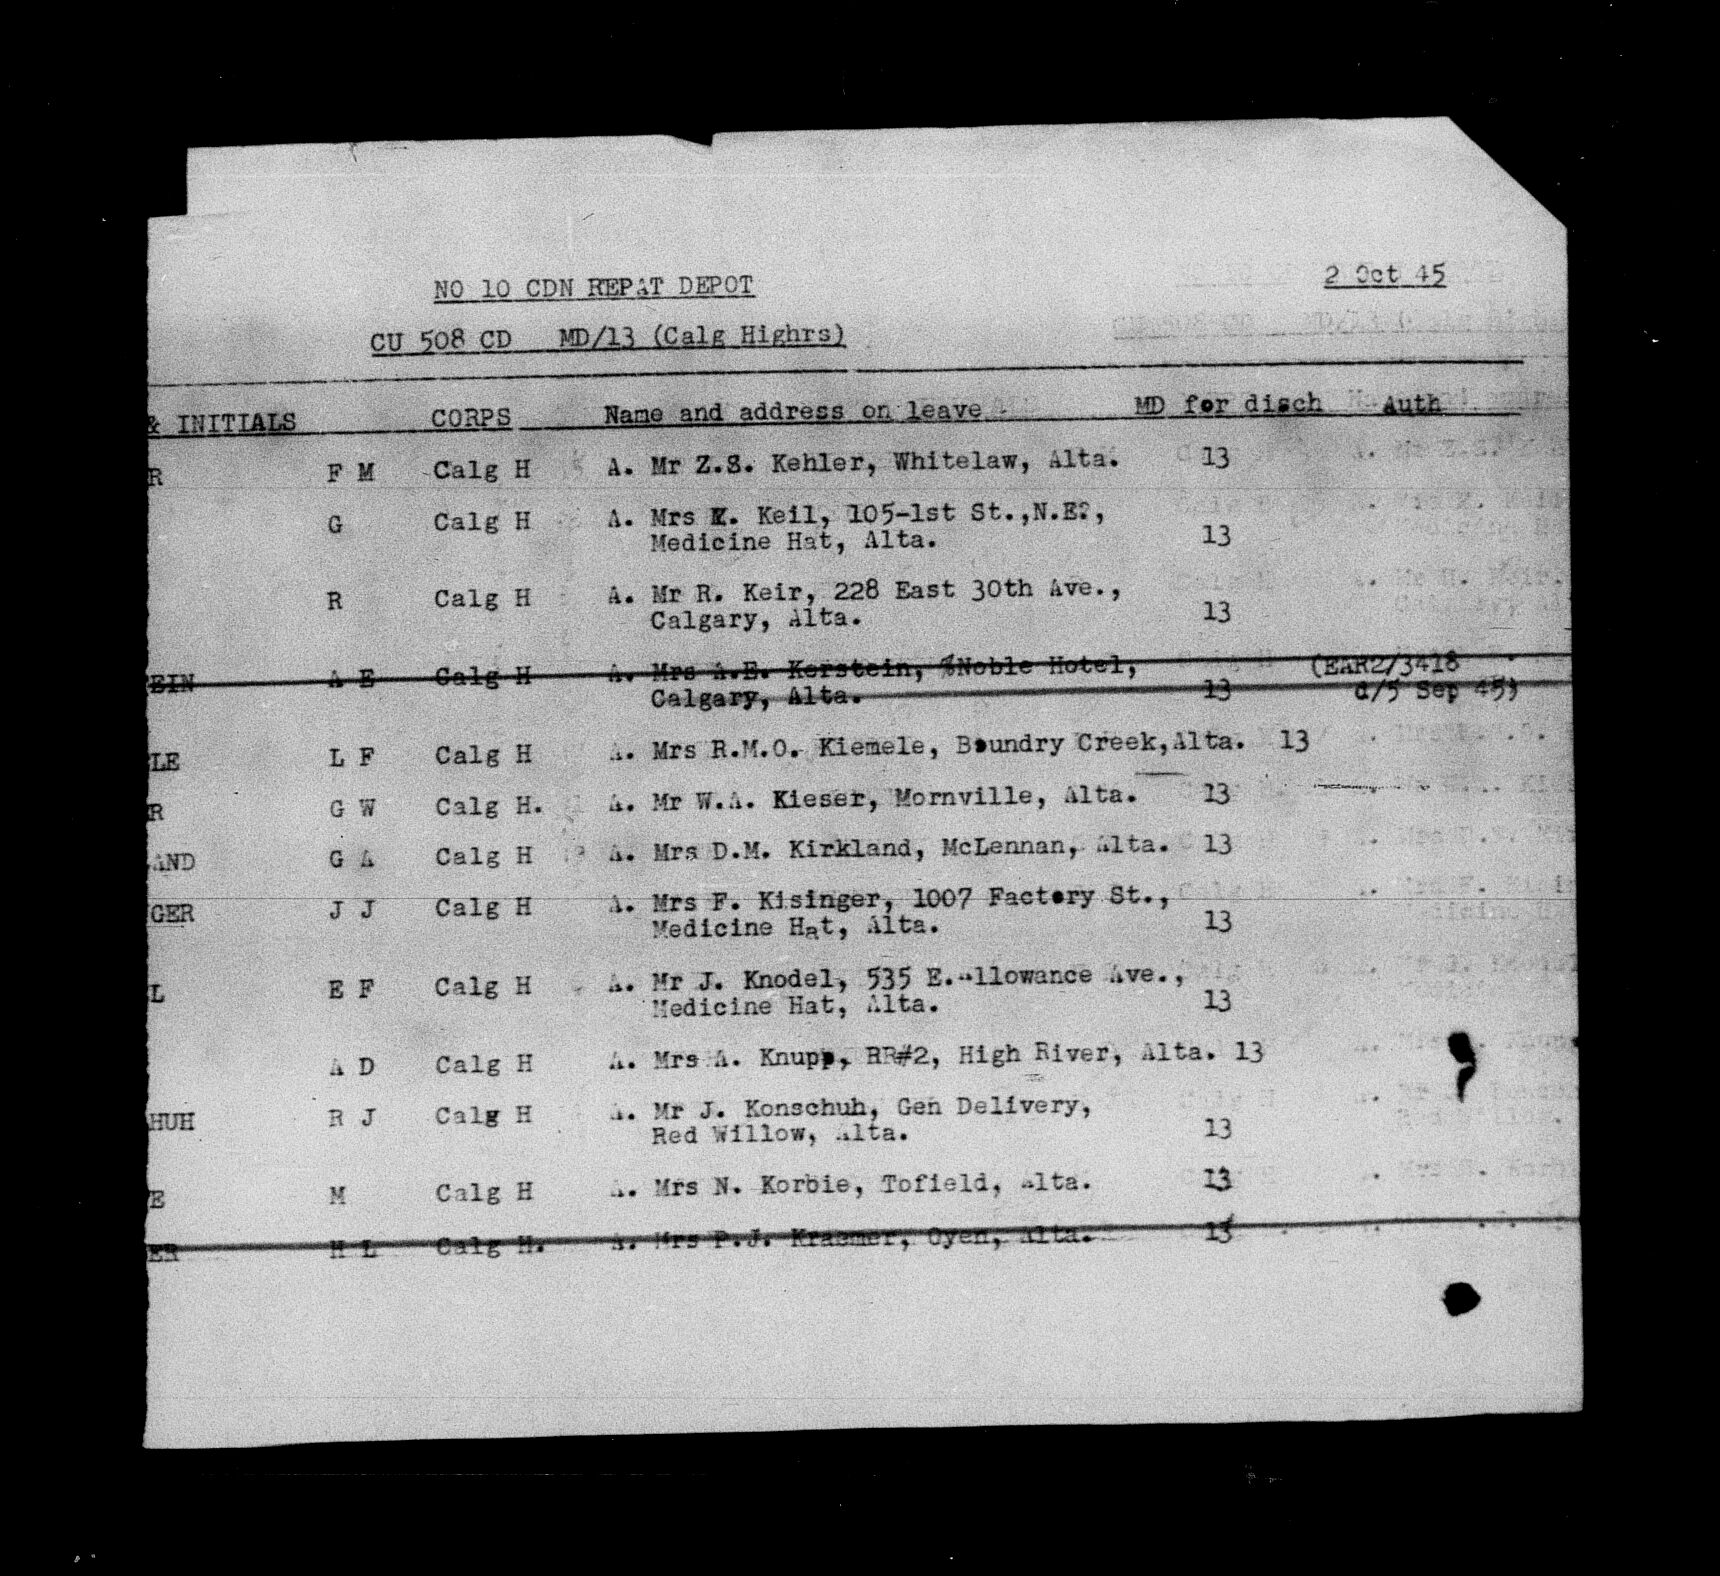 NO 10 CDN REPAT DEPOT 2 Oct 45
CU 508 CD MD/13 (Calg Highrs)
& INITIALS CORPS Name and address on leave MD for disch Auth
R F M Calg H A. Mr Z.S. Kehler, Whitelaw, Alta. 13
G Calg H A. Mrs K. Keil, 105-1st St.,N.E.,
Medicine Hat, Alta. 13
R Calg H A. Mr R. Keir, 228 East 30th Ave.,
Calgary, Alta. 13
EIN A E Calg H A. Mrs A.E. Kerstein, %Noble Hotel, (EAR2/3418
Calgary, Alta. 13 d/5 Sep 45)
LE L F Calg H A. Mrs R.M.O. Kiemele, Boundry Creek,Alta. 13
R G W Calg H. A. Mr W.A. Kieser, Mornville, Alta. 13
AND G A Calg H A. Mrs D.M. Kirkland, McLennan, Alta. 13
GER J J Calg H A. Mrs F. Kisinger, 1007 Factory St.,
Medicine Hat, Alta. 13
L E F Calg H A. Mr J. Knodel, 535 E.Allowance Ave.,
Medicine Hat, Alta. 13
A D Calg H A. Mrs A. Knupp, RR#2, High River, Alta. 13
HUH R J Calg H A. Mr J. Konschuh, Gen Delivery,
Red Willow, Alta. 13
E M Calg H A. Mrs N. Korbie, Tofield, Alta. 13
ER H L Calg H. A. Mrs P.J. Kraemer, Oyen, Alta. 13